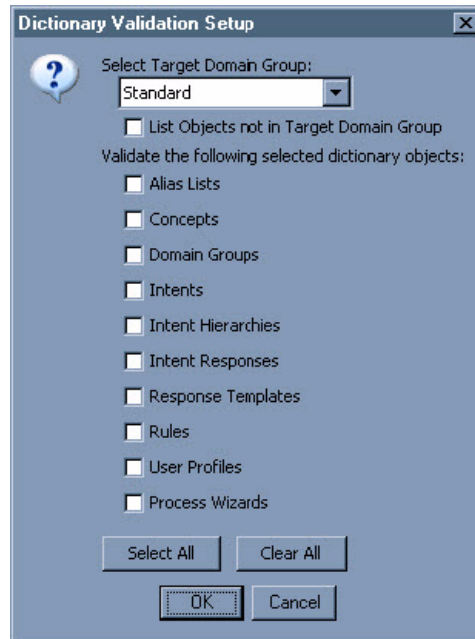 Dictionary Validation Setup
Select Target Domain Group:
Standard
List Objects not in Target Domain Group
Validate the following selected dictionary objects:
Alias Lists
Concepts
Domain Groups
Intents
Intent Hierarchies
Intent Responses
Response Templates
Rules
User Profiles
Process Wizards
Select All Clear All
OK Cancel